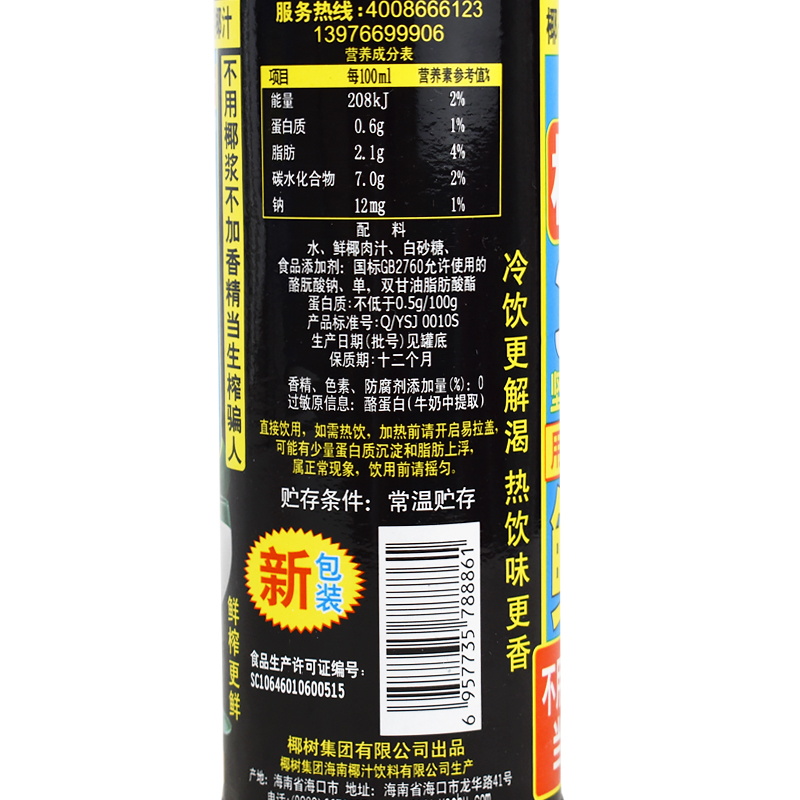 服务热线:4008666123
13976699906
营养成分表
项目 每100ml 营养素参考值%
能量 208kJ 2%
蛋白质 0.6g 1%
脂肪 2.1g 4%
碳水化合物 7.0g 2%
钠 12mg 1%
配 料
水、鲜椰肉汁、白砂糖、
食品添加剂:国标GB2760允许使用的
酪朊酸钠、单,双甘油脂肪酸酯
蛋白质:不低于0.5g/100g
产品标准号:Q/YSJ 0010S
生产日期(批号)见罐底
保质期:十二个月
香精、色素、防腐剂添加量(%):0
过敏原信息:酪蛋白(牛奶中提取)
直接饮用,如需热饮,加热前请开启易拉盖,
可能有少量蛋白质沉淀和脂肪上浮,
属正常现象,饮用前请摇匀。
贮存条件:常温贮存
新包装
6 957735 788861
食品生产许可证编号:
SC10646010600515
椰树集团有限公司出品
椰树集团海南椰汁饮料有限公司生产
产地:海南省海口市 地址:海南省海口市龙华路41号
不用椰浆不加香精当生榨骗人
鲜榨更鲜
冷饮更解渴 热饮味更香